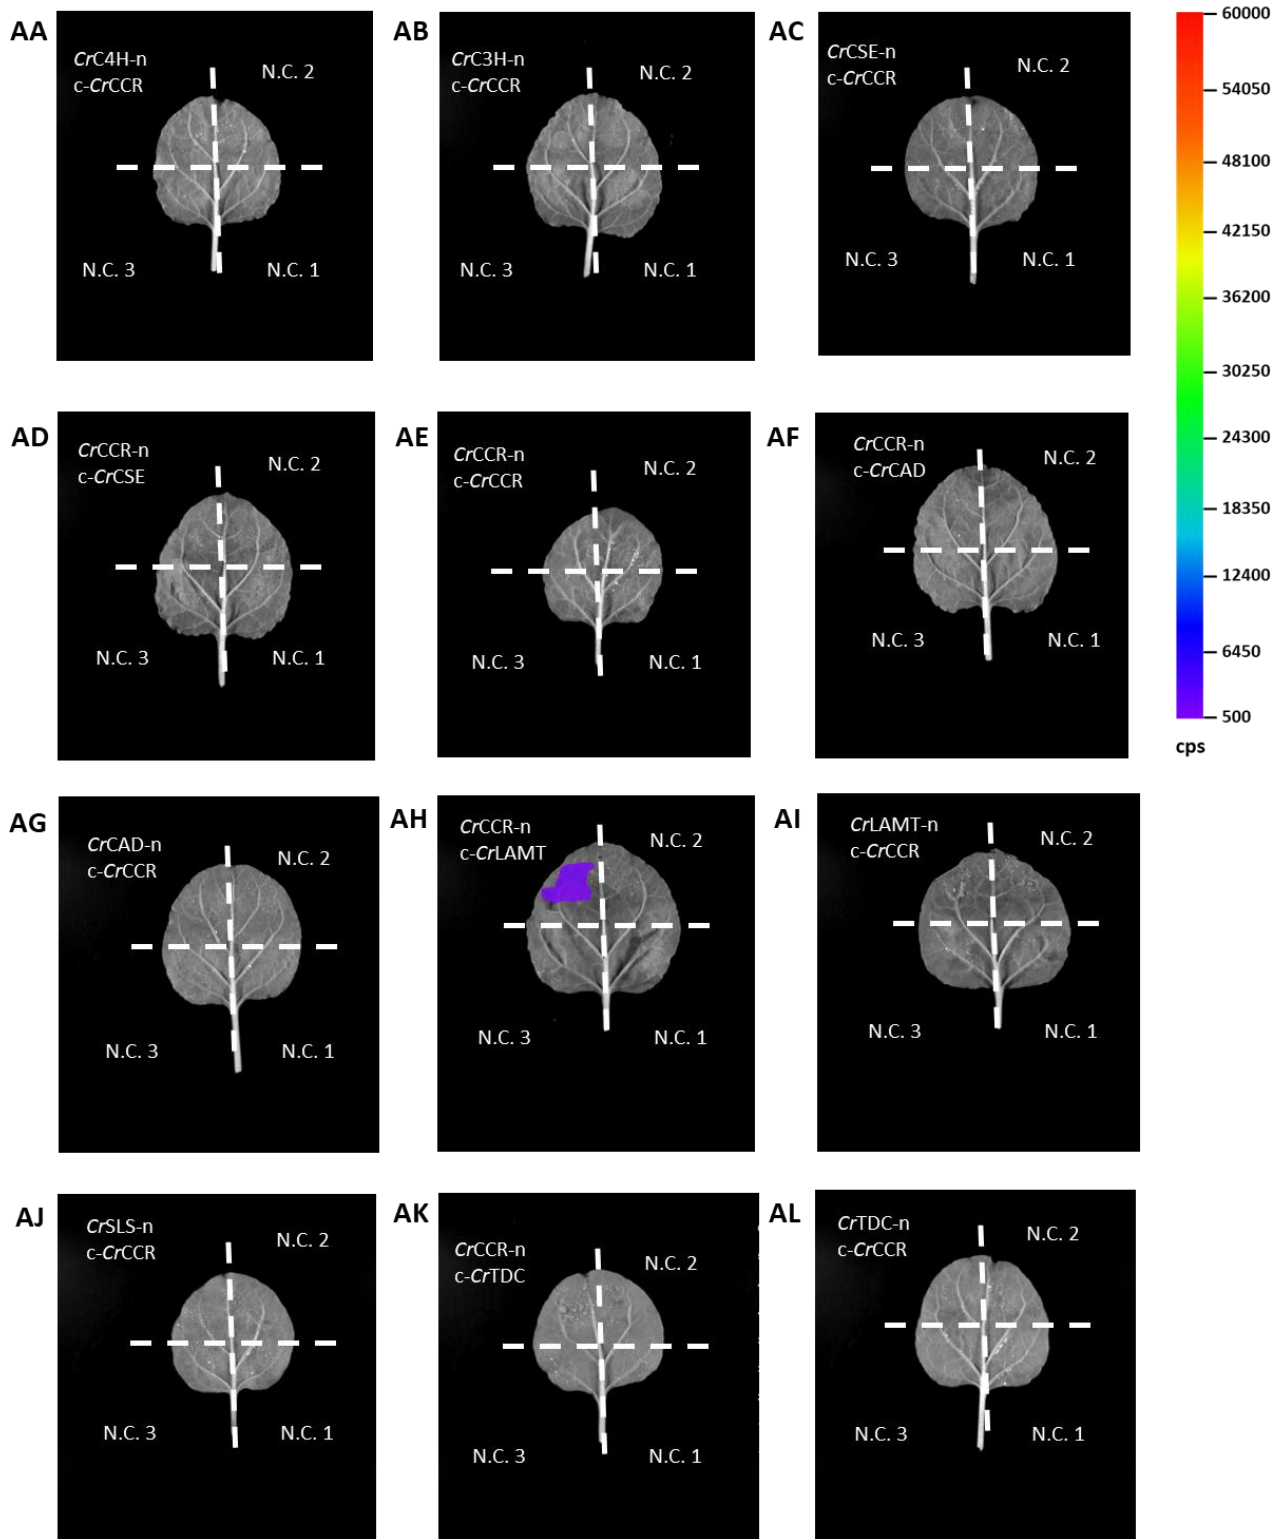 AA
CrC4H-n
c-CrCCR
N.C. 2
N.C. 3
N.C. 1
AB
CrC3H-n
c-CrCCR
N.C. 2
N.C. 3
N.C. 1
AC
CrCSE-n
c-CrCCR
N.C. 2
N.C. 3
N.C. 1
60000
54050
48100
42150
36200
30250
24300
18350
12400
6450
500
cps
AD
CrCCR-n
c-CrCSE
N.C. 2
N.C. 3
N.C. 1
AE
CrCCR-n
c-CrCCR
N.C. 2
N.C. 3
N.C. 1
AF
CrCCR-n
c-CrCAD
N.C. 2
N.C. 3
N.C. 1
AG
CrCAD-n
c-CrCCR
N.C. 2
N.C. 3
N.C. 1
AH
CrCCR-n
c-CrLAMT
N.C. 2
N.C. 3
N.C. 1
AI
CrLAMT-n
c-CrCCR
N.C. 2
N.C. 3
N.C. 1
AJ
CrSLS-n
c-CrCCR
N.C. 2
N.C. 3
N.C. 1
AK
CrCCR-n
c-CrTDC
N.C. 2
N.C. 3
N.C. 1
AL
CrTDC-n
c-CrCCR
N.C. 2
N.C. 3
N.C. 1